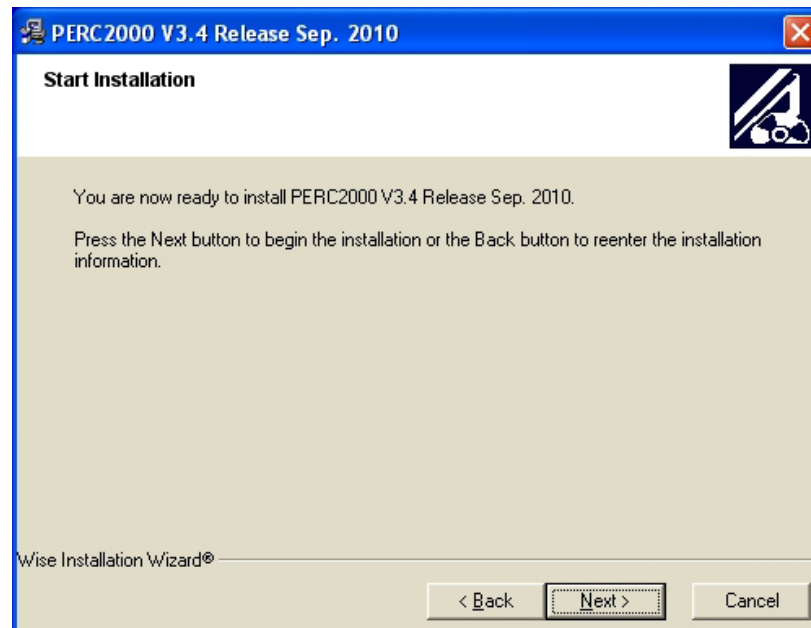 PERC2000 V3.4 Release Sep. 2010
Start Installation
You are now ready to install PERC2000 V3.4 Release Sep. 2010.
Press the Next button to begin the installation or the Back button to reenter the installation
information.
Wise Installation Wizard®
< Back Next > Cancel